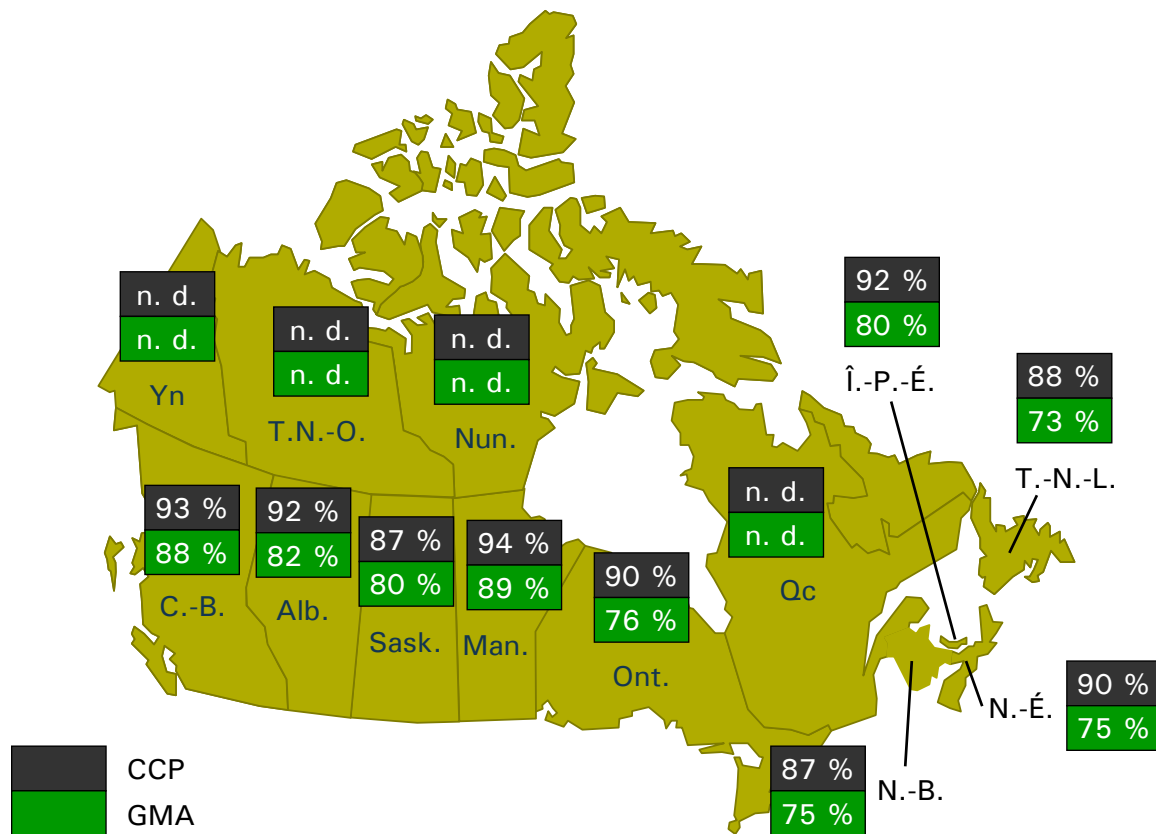 92 %
80 %
Î.-P.-É.
n. d.
n. d.
Yn
n. d.
n. d.
T.N.-O.
n. d.
n. d.
Nun.
88 %
73 %
T.-N.-L.
93 %
88 %
C.-B.
92 %
82 %
Alb.
87 %
80 %
Sask.
94 %
89 %
Man.
90 %
76 %
Ont.
n. d.
n. d.
Qc
90 %
75 %
N.-É.
87 %
75 %
N.-B.
CCP
GMA